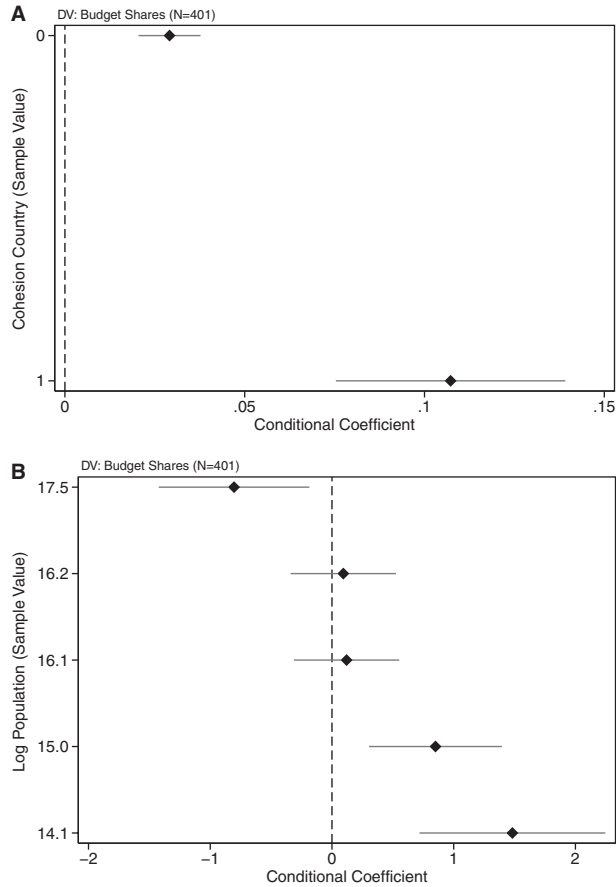 A
DV: Budget Shares (N=401)
Cohesion Country (Sample Value)
0
1
0 .05 .1 .15
Conditional Coefficient
B
DV: Budget Shares (N=401)
Log Population (Sample Value)
17.5
16.2
16.1
15.0
14.1
−2 −1 0 1 2
Conditional Coefficient